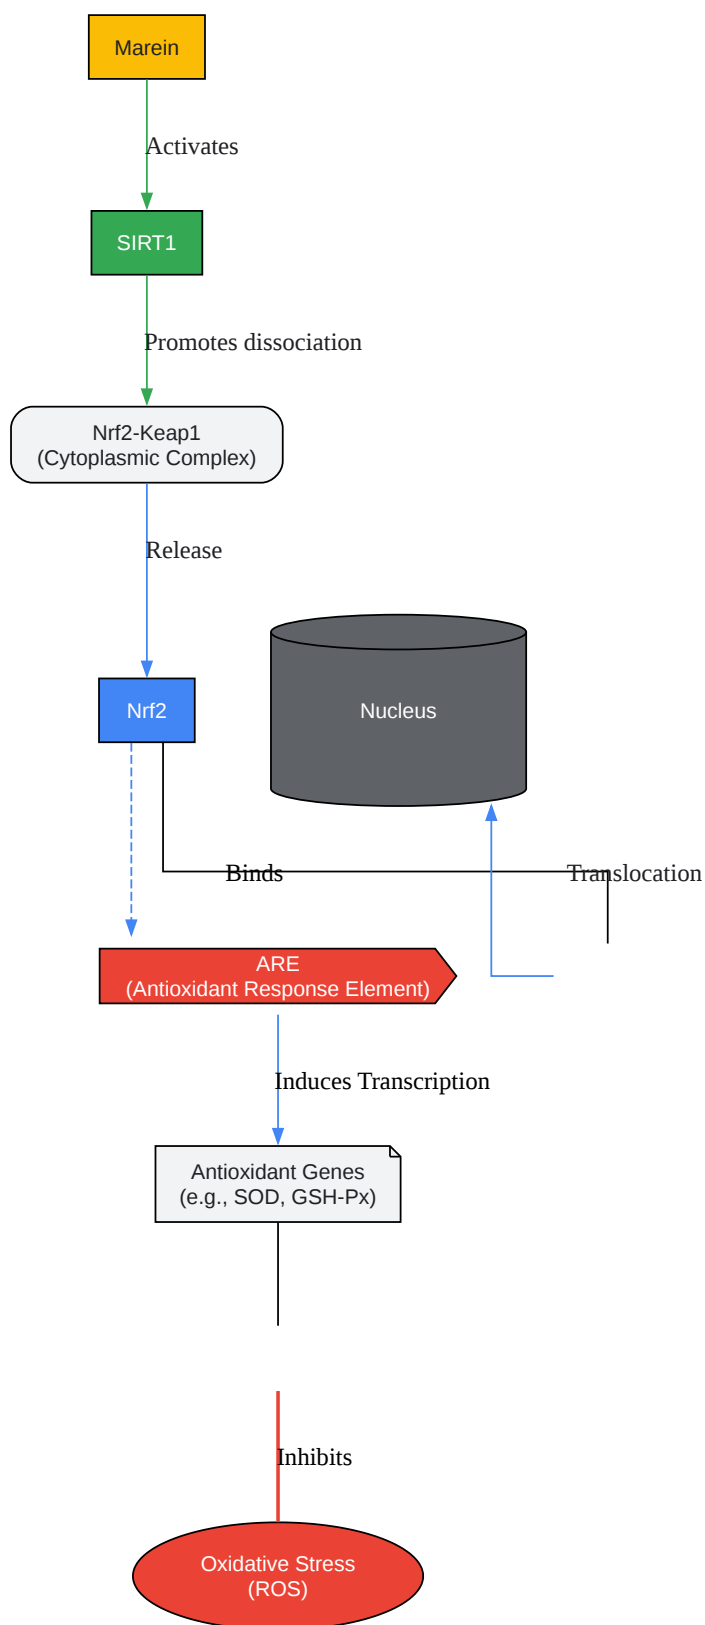 Marein
Activates
SIRT1
Promotes dissociation
Nrf2-Keap1
(Cytoplasmic Complex)
Release
Nrf2
Nucleus
Binds
Translocation
ARE
(Antioxidant Response Element)
Induces Transcription
Antioxidant Genes
(e.g., SOD, GSH-Px)
Inhibits
Oxidative Stress
(ROS)